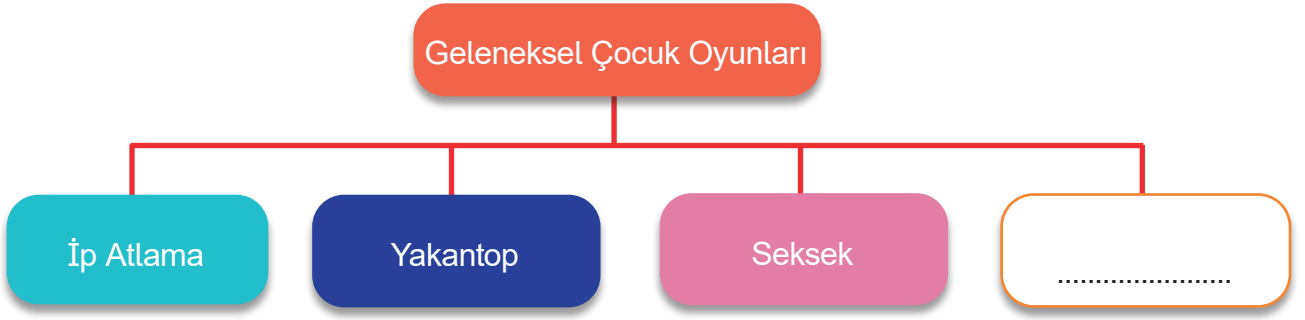 Geleneksel Çocuk Oyunları
İp Atlama
Yakantop
Seksek
.......................